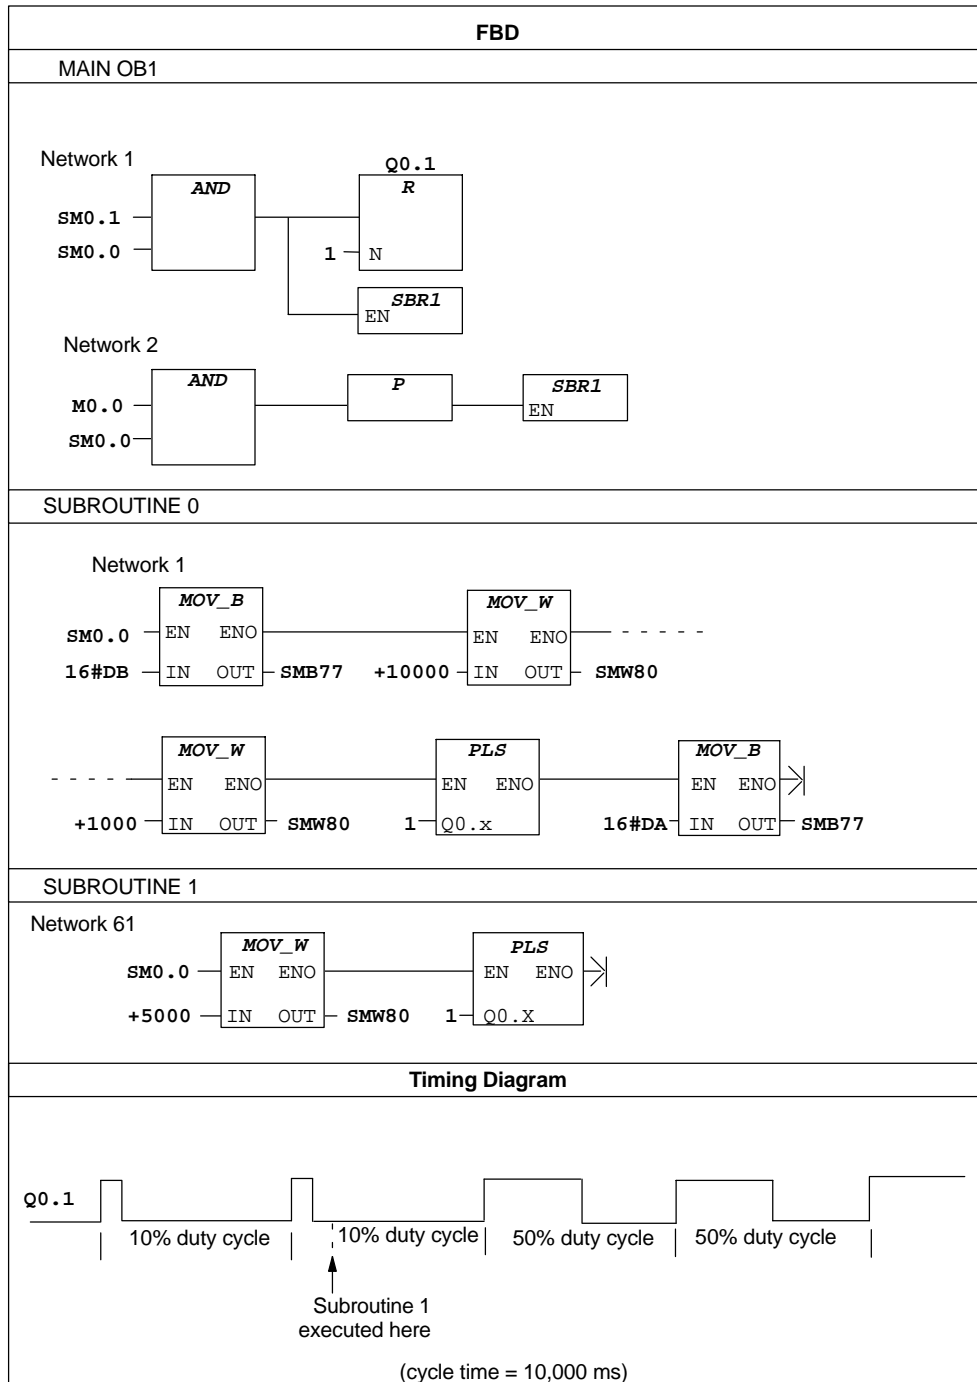 FBD
MAIN OB1
Network 1
Q0.1
AND
R
SM0.1
SM0.0
1
N
SBR1
EN
Network 2
AND
P
SBR1
M0.0
EN
SM0.0
SUBROUTINE 0
Network 1
MOV_B
MOV_W
SM0.0
EN ENO
EN ENO
16#DB
IN OUT
SMB77
+10000
IN OUT
SMW80
MOV_W
PLS
MOV_B
EN ENO
EN ENO
EN ENO
+1000
IN OUT
SMW80
1
Q0.x
16#DA
IN OUT
SMB77
SUBROUTINE 1
Network 61
MOV_W
PLS
SM0.0
EN ENO
EN ENO
+5000
IN OUT
SMW80
1
Q0.X
Timing Diagram
Q0.1
10% duty cycle
10% duty cycle
50% duty cycle
50% duty cycle
Subroutine 1
executed here
(cycle time = 10,000 ms)